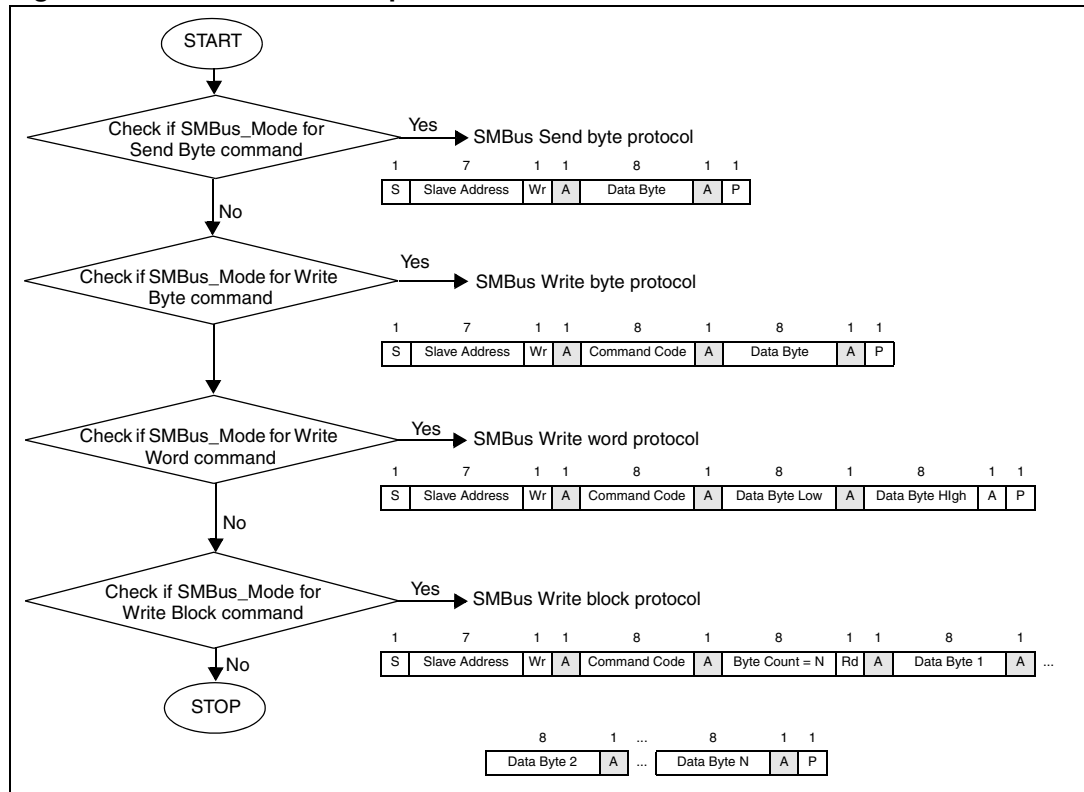 START
Check if SMBus_Mode for
Send Byte command
Yes
SMBus Send byte protocol
1 7 1 1 8 1 1
S Slave Address Wr A Data Byte A P
No
Check if SMBus_Mode for Write
Byte command
Yes
SMBus Write byte protocol
1 7 1 1 8 1 8 1 1
S Slave Address Wr A Command Code A Data Byte A P
Check if SMBus_Mode for Write
Word command
Yes
SMBus Write word protocol
1 7 1 1 8 1 8 1 8 1 1
S Slave Address Wr A Command Code A Data Byte Low A Data Byte HIgh A P
No
Check if SMBus_Mode for
Write Block command
Yes
SMBus Write block protocol
1 7 1 1 8 1 8 1 1 8 1
S Slave Address Wr A Command Code A Byte Count = N Rd A Data Byte 1 A ...
No
STOP
8 1 ... 8 1 1
Data Byte 2 A ... Data Byte N A P